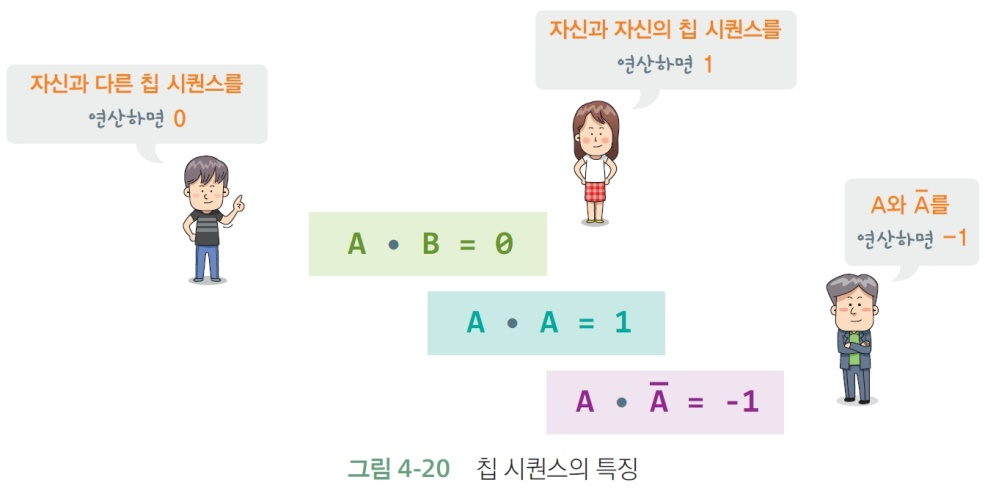 자신과 자신의 칩 시퀀스를
연산하면 1
자신과 다른 칩 시퀀스를
연산하면 0
A와 A̅를
연산하면 -1
A • B = 0
A • A = 1
A • A̅ = -1
그림 4-20 칩 시퀀스의 특징